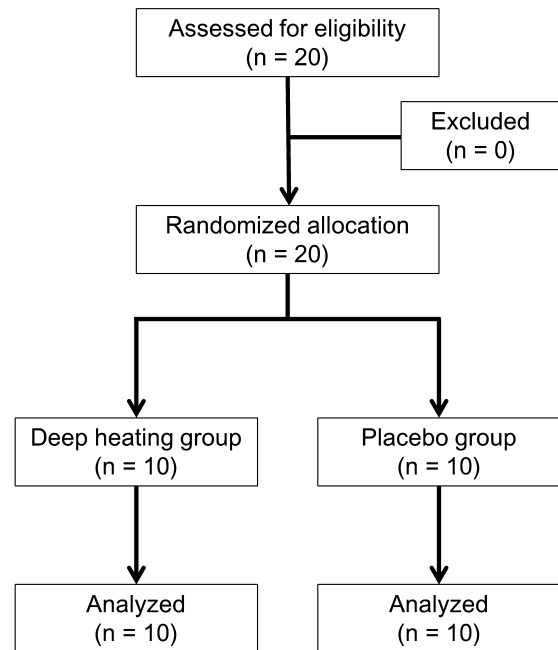 Assessed for eligibility
(n = 20)
Excluded
(n = 0)
Randomized allocation
(n = 20)
Deep heating group
(n = 10)
Placebo group
(n = 10)
Analyzed
(n = 10)
Analyzed
(n = 10)